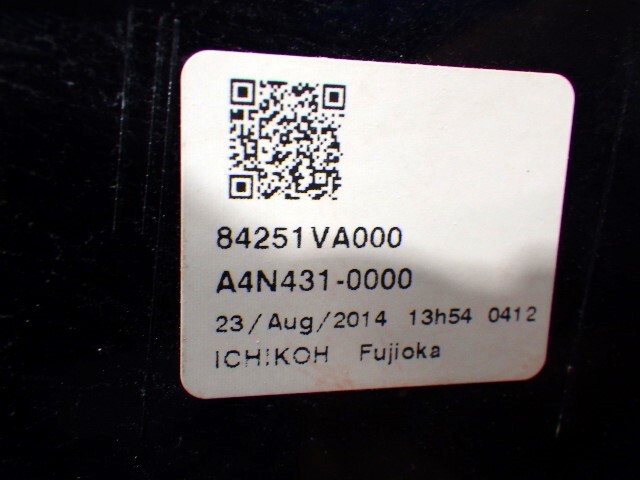 84251VA000
A4N431-0000
23/Aug/2014 13h54 0412
ICHIKOH Fujioka